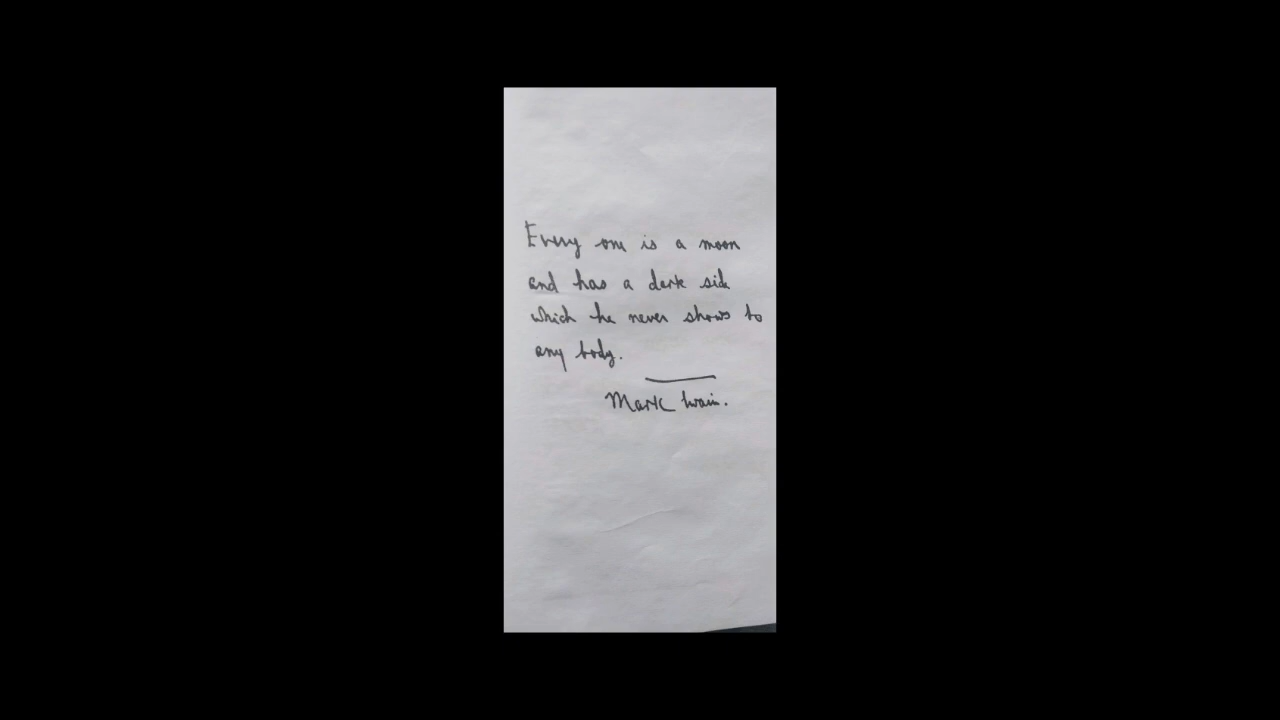 Every one is a moon
and has a dark side
which he never shows to
any body.
Mark Twain.